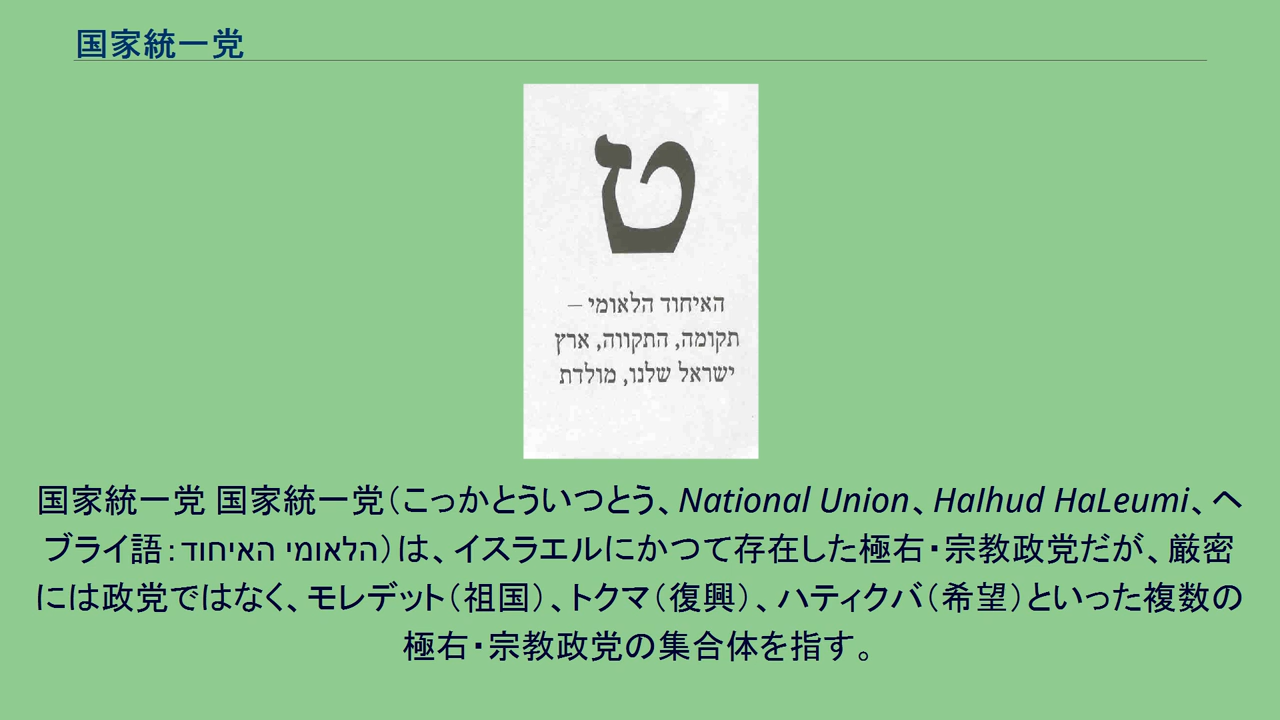 国家統一党
ט
האיחוד הלאומי –
תקומה, התקווה, ארץ
ישראל שלנו, מולדת
国家統一党 国家統一党（こっかとういつとう、National Union、HaIhud HaLeumi、ヘ
ブライ語：הלאומי האיחוד）は、イスラエルにかつて存在した極右・宗教政党だが、厳密
には政党ではなく、モレデット（祖国）、トクマ（復興）、ハティクバ（希望）といった複数の
極右・宗教政党の集合体を指す。